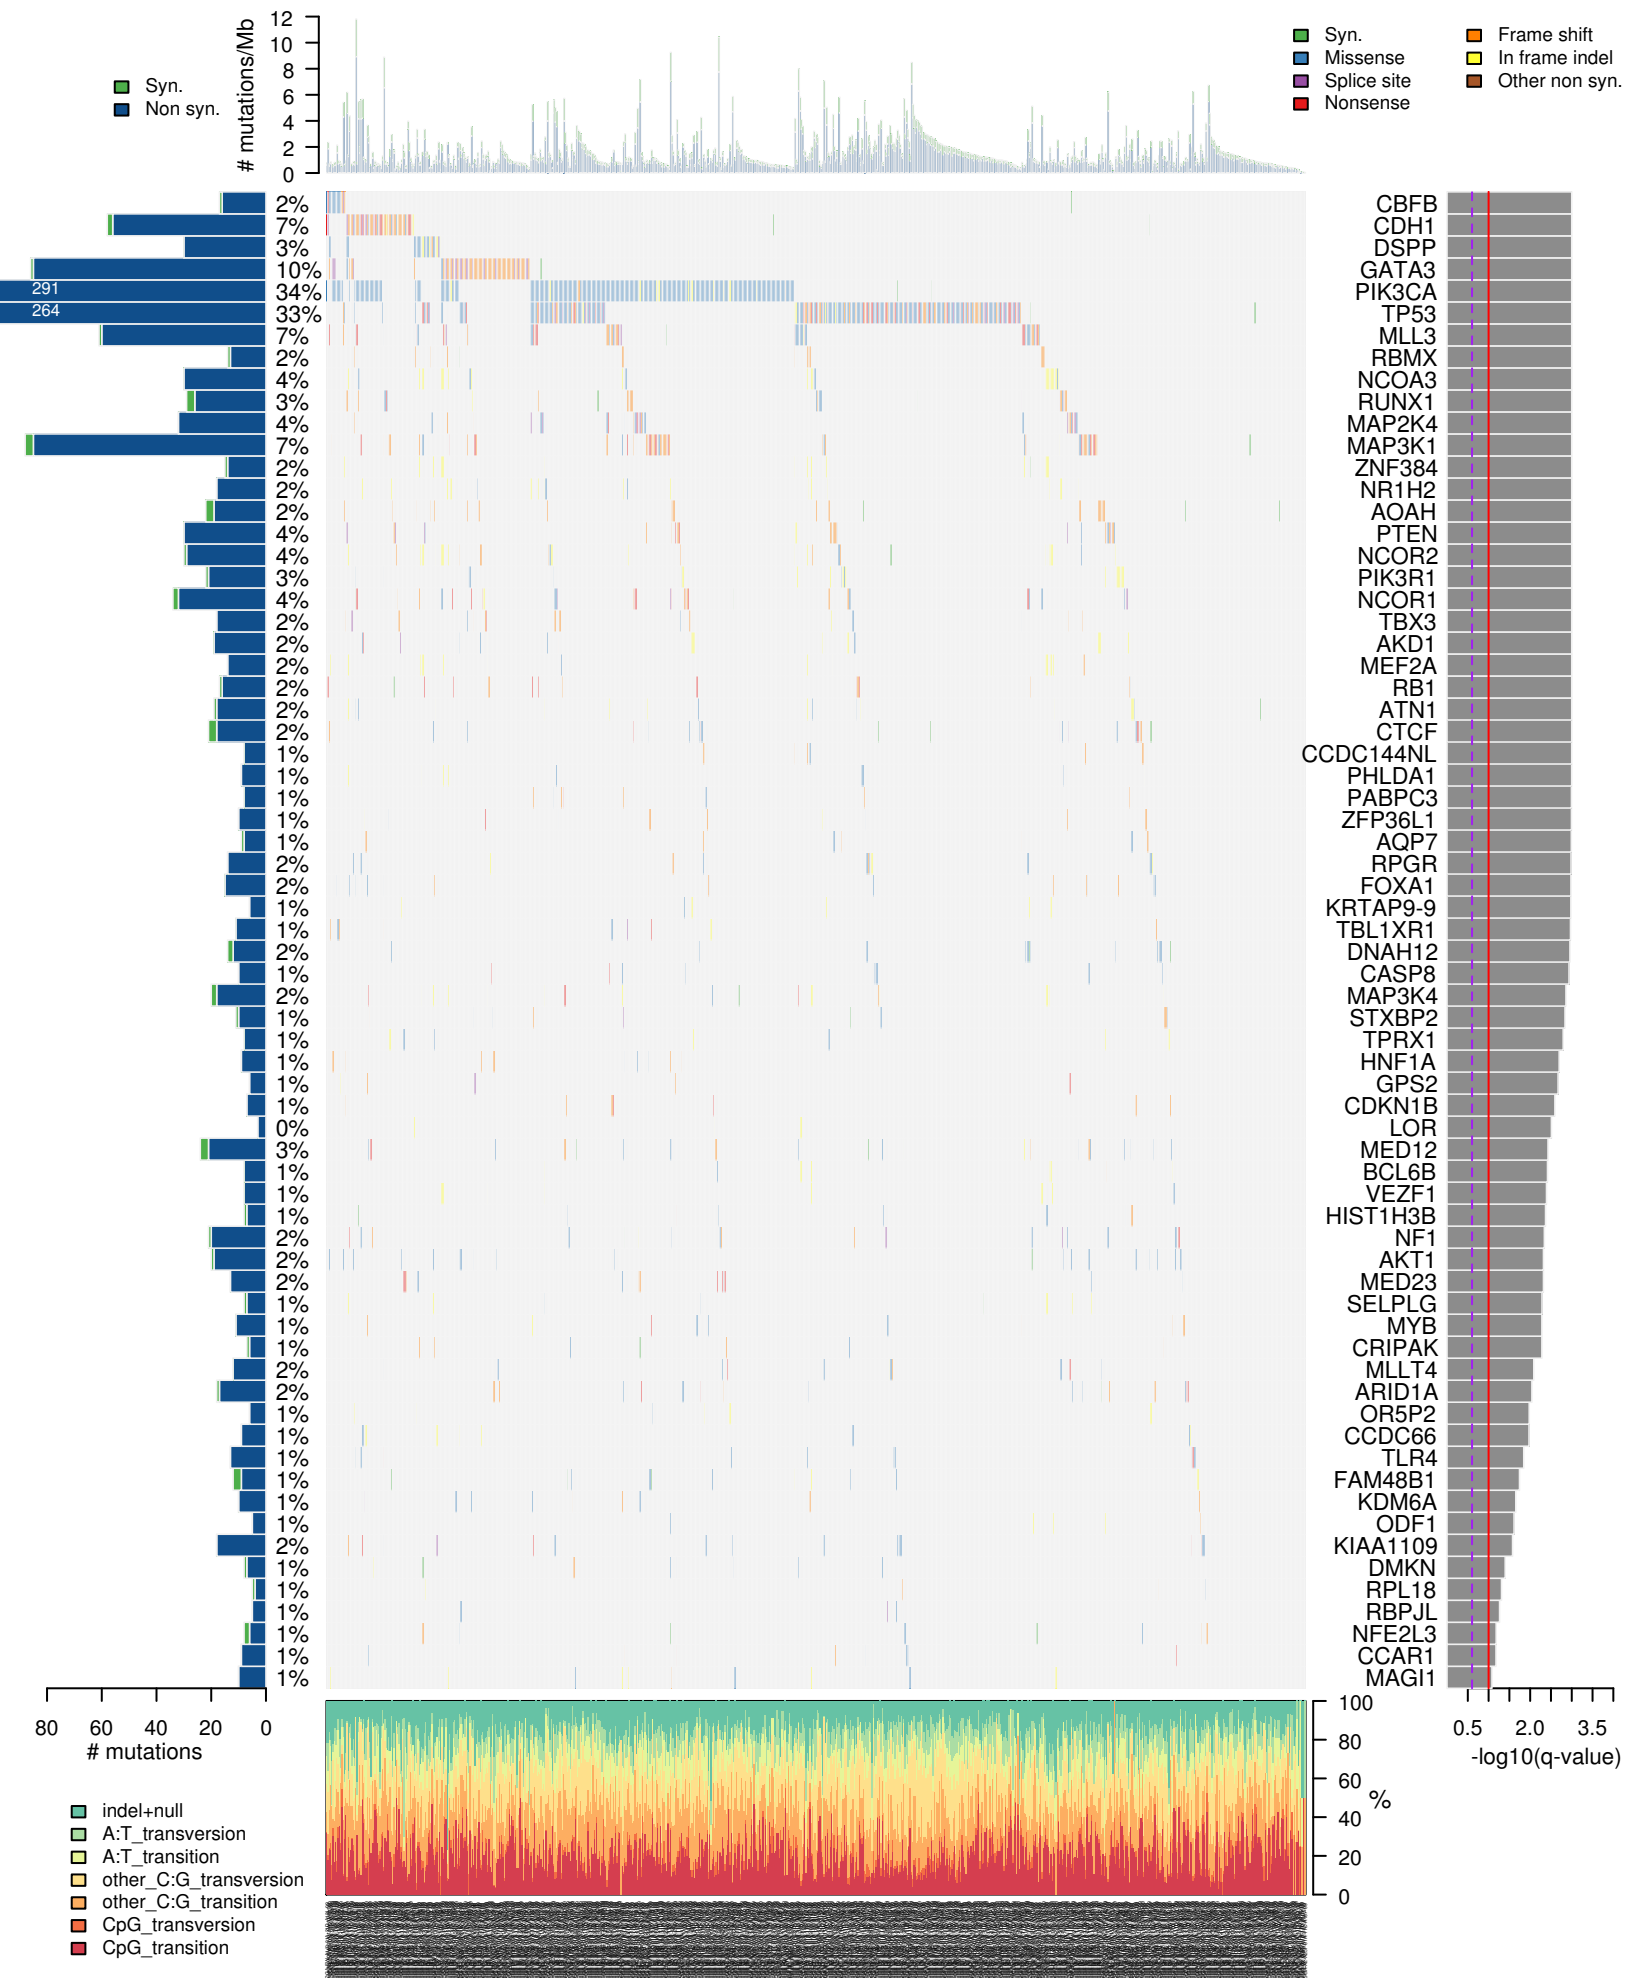 # mutations/Mb
12
10
8
6
4
2
0
Syn.
Non syn.
Syn.
Missense
Splice site
Nonsense
Frame shift
In frame indel
Other non syn.
2% CBFB
7% CDH1
3% DSPP
10% GATA3
291 34% PIK3CA
264 33% TP53
7% MLL3
2% RBMX
4% NCOA3
3% RUNX1
4% MAP2K4
7% MAP3K1
2% ZNF384
2% NR1H2
2% AOAH
4% PTEN
4% NCOR2
3% PIK3R1
4% NCOR1
2% TBX3
2% AKD1
2% MEF2A
2% RB1
2% ATN1
2% CTCF
1% CCDC144NL
1% PHLDA1
1% PABPC3
1% ZFP36L1
1% AQP7
2% RPGR
2% FOXA1
1% KRTAP9-9
1% TBL1XR1
2% DNAH12
1% CASP8
2% MAP3K4
1% STXBP2
1% TPRX1
1% HNF1A
1% GPS2
1% CDKN1B
0% LOR
3% MED12
1% BCL6B
1% VEZF1
1% HIST1H3B
2% NF1
2% AKT1
2% MED23
1% SELPLG
1% MYB
1% CRIPAK
2% MLLT4
2% ARID1A
1% OR5P2
1% CCDC66
1% TLR4
1% FAM48B1
1% KDM6A
1% ODF1
2% KIAA1109
1% DMKN
1% RPL18
1% RBPJL
1% NFE2L3
1% CCAR1
1% MAGI1
80 60 40 20 0
# mutations
100
80
60
40
20
0
%
0.5 2.0 3.5
-log10(q-value)
indel+null
A:T_transversion
A:T_transition
other_C:G_transversion
other_C:G_transition
CpG_transversion
CpG_transition